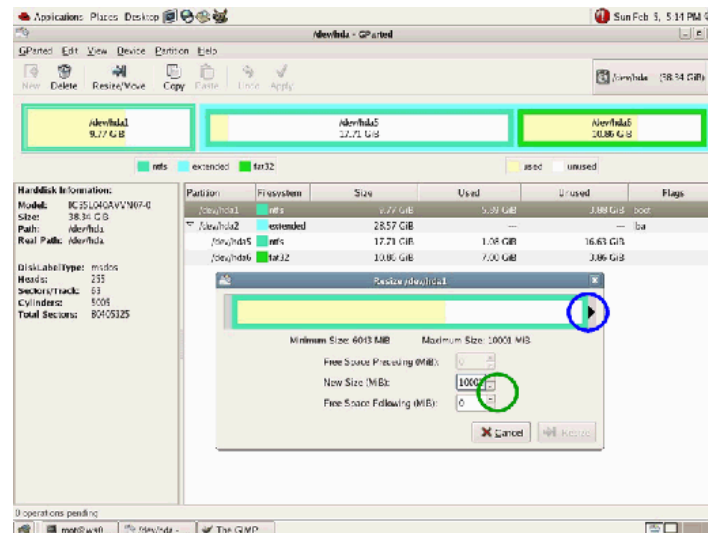 Applications Places Desktop
Sun Feb 5, 5:14 PM
/dev/hda - GParted
GParted Edit View Device Partition Help
New Delete Resize/Move Copy Paste Undo Apply
/dev/hda (38.34 GiB)
/dev/hda1
9.77 GiB
/dev/hda5
17.71 GiB
/dev/hda6
10.86 GiB
ntfs extended fat32 used unused
Harddisk Information:
Model:
Size: 38.34 GiB
Path: /dev/hda
Real Path: /dev/hda
DiskLabelType: msdos
Heads: 255
Sectors/Track: 63
Cylinders: 5005
Total Sectors: 80405325
Partition Filesystem Size Used Unused Flags
/dev/hda1 ntfs 9.77 GiB 5.89 GiB 3.88 GiB boot
/dev/hda2 extended 28.57 GiB --- --- lba
/dev/hda5 ntfs 17.71 GiB 1.08 GiB 16.63 GiB
/dev/hda6 fat32 10.86 GiB 7.00 GiB 3.86 GiB
Resize /dev/hda1
Minimum Size: 6043 MiB Maximum Size: 10001 MiB
Free Space Preceding (MiB): 0
New Size (MiB): 10001
Free Space Following (MiB): 0
Cancel Resize
0 operations pending
/dev/hda - The GIMP